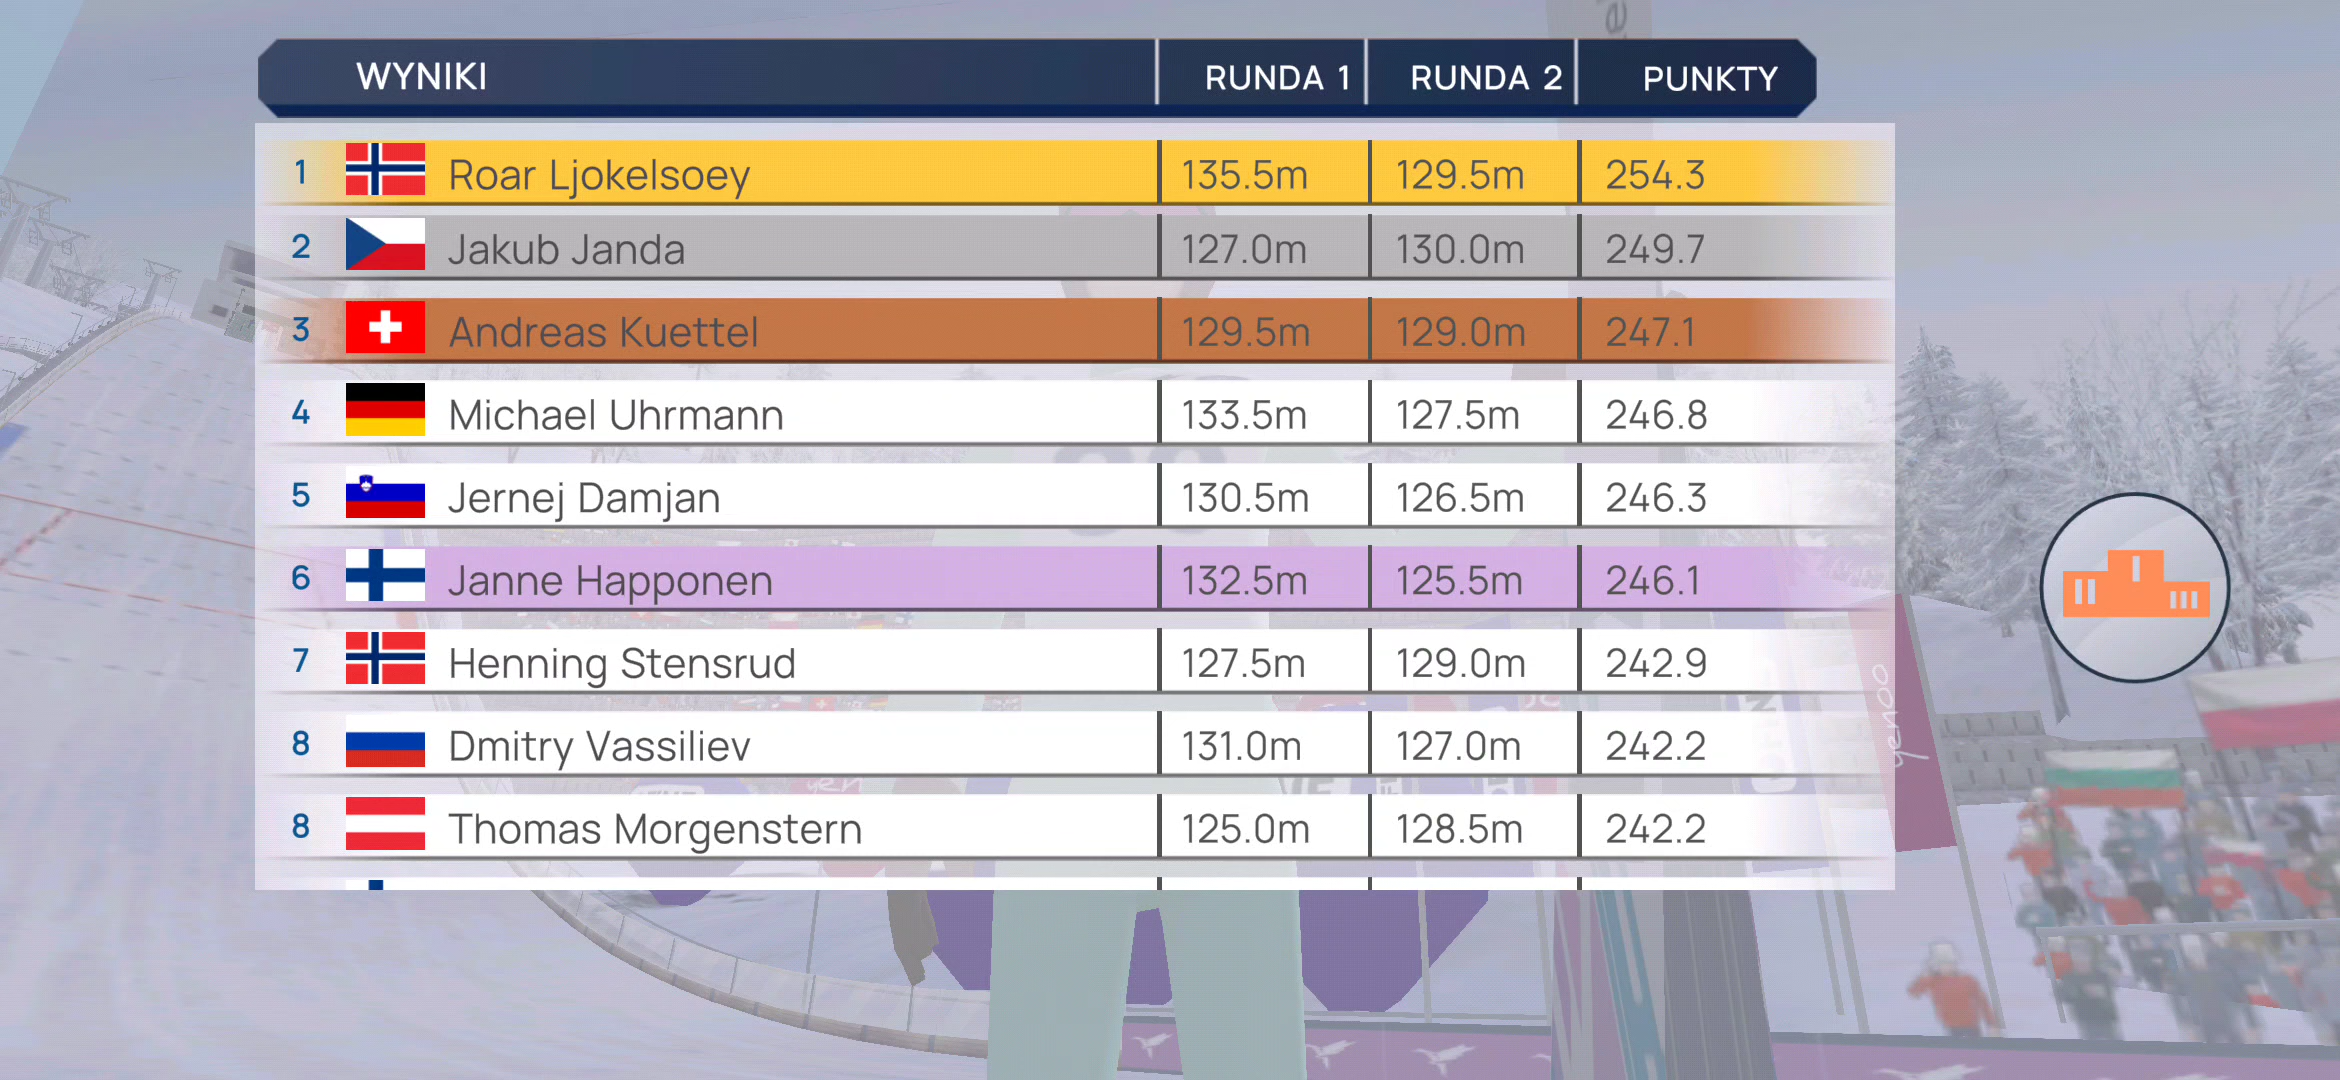 WYNIKI RUNDA 1 RUNDA 2 PUNKTY
1 Roar Ljokelsoey 135.5m 129.5m 254.3
2 Jakub Janda 127.0m 130.0m 249.7
3 Andreas Kuettel 129.5m 129.0m 247.1
4 Michael Uhrmann 133.5m 127.5m 246.8
5 Jernej Damjan 130.5m 126.5m 246.3
6 Janne Happonen 132.5m 125.5m 246.1
7 Henning Stensrud 127.5m 129.0m 242.9
8 Dmitry Vassiliev 131.0m 127.0m 242.2
8 Thomas Morgenstern 125.0m 128.5m 242.2
yenoo